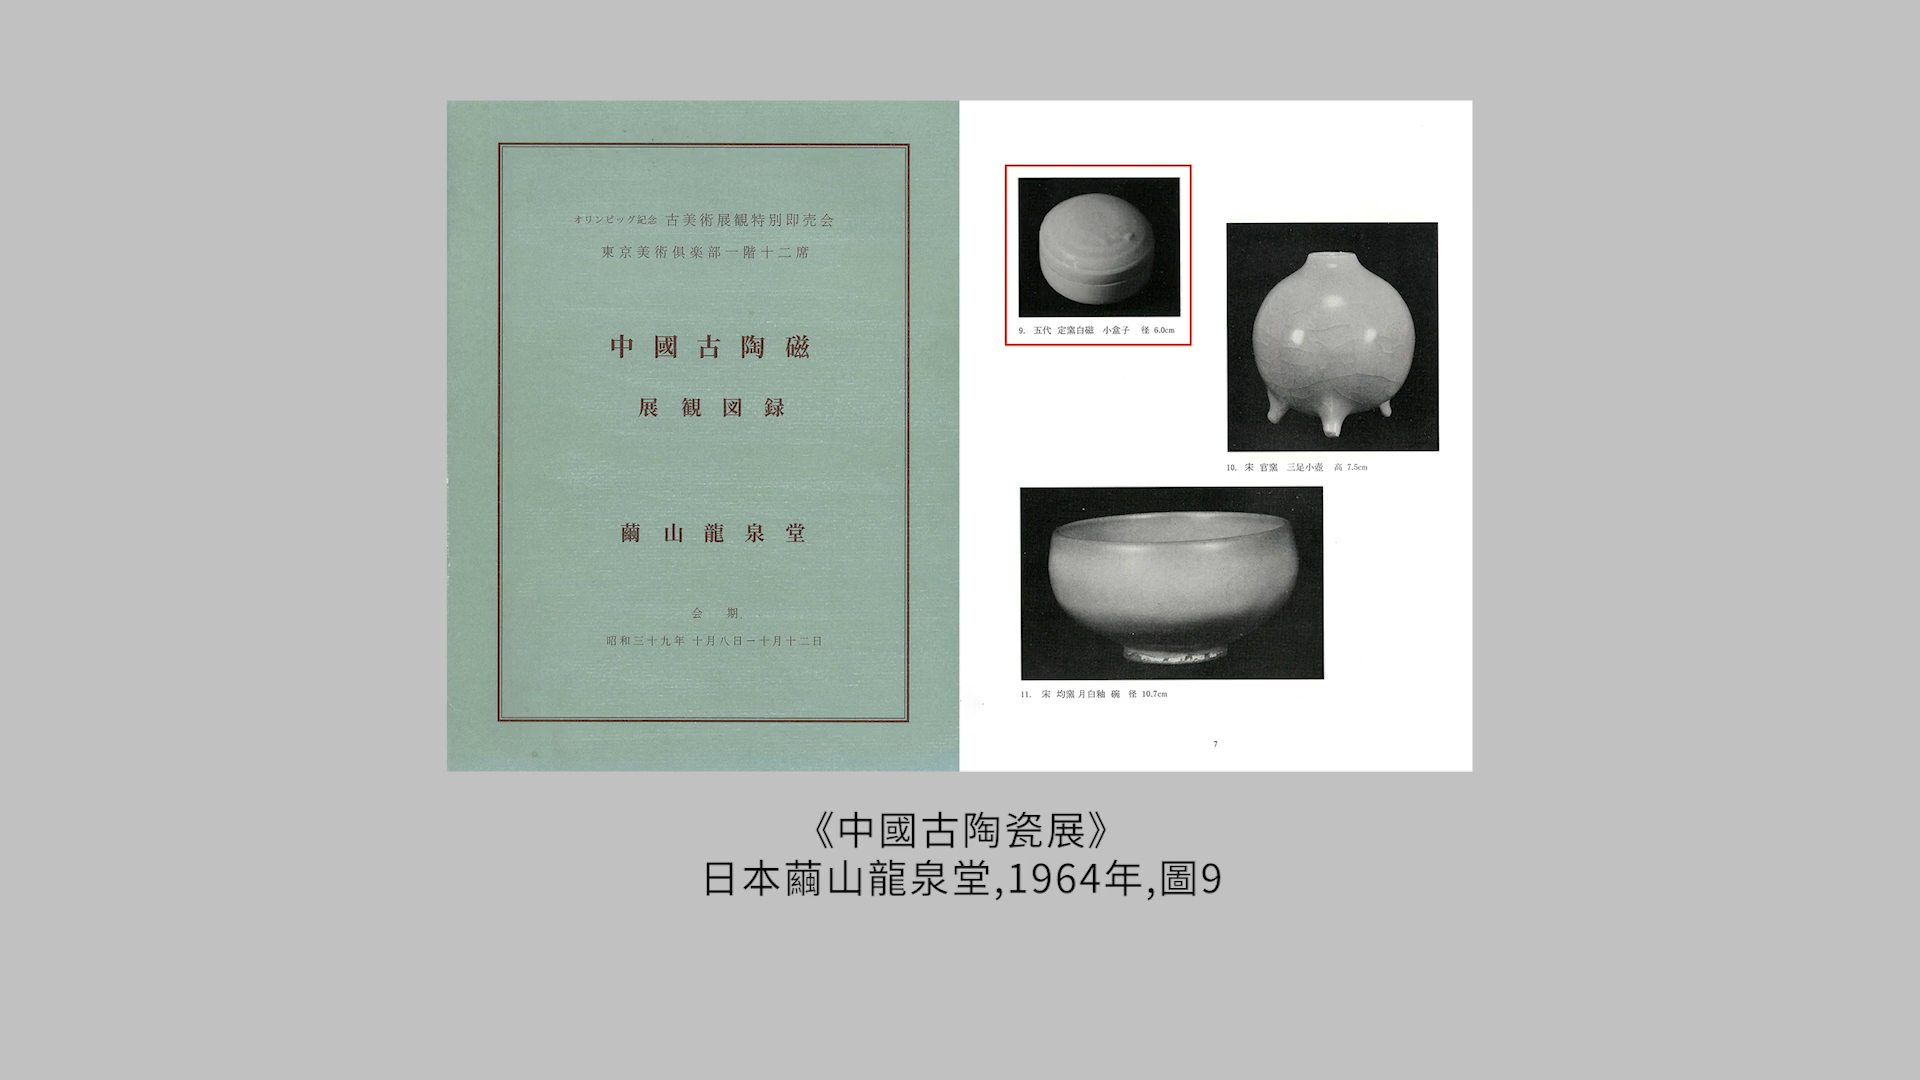 オリンピッグ紀念 古美術展観特別即売会
東京美術倶楽部一階十二席
中國古陶磁
展観図録
繭山龍泉堂
会期
昭和三十九年 十月八日ー十月十二日
9. 五代 定窯白磁 小盒子 径 6.0cm
10. 宋 官窯 三足小壺 高 7.5cm
11. 宋 均窯 月白釉 碗 径 10.7cm
7
《中國古陶瓷展》
日本繭山龍泉堂,1964年,圖9